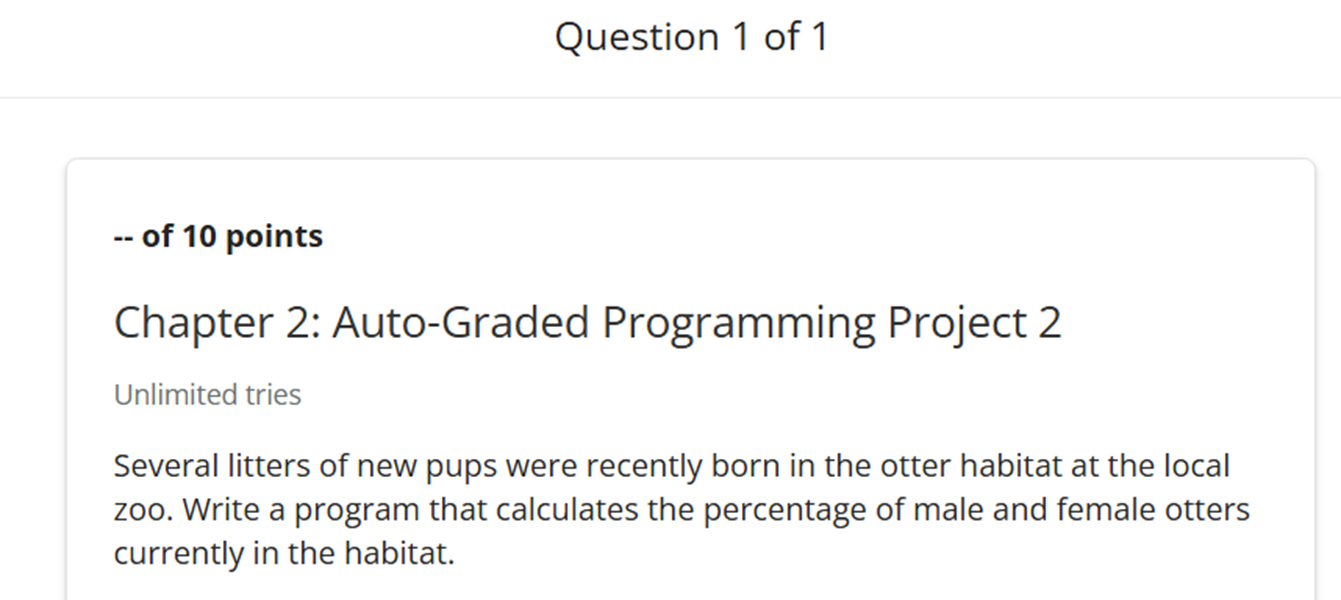 Question 1 of 1
-- of 10 points
Chapter 2: Auto-Graded Programming Project 2
Unlimited tries
Several litters of new pups were recently born in the otter habitat at the local
zoo. Write a program that calculates the percentage of male and female otters
currently in the habitat.